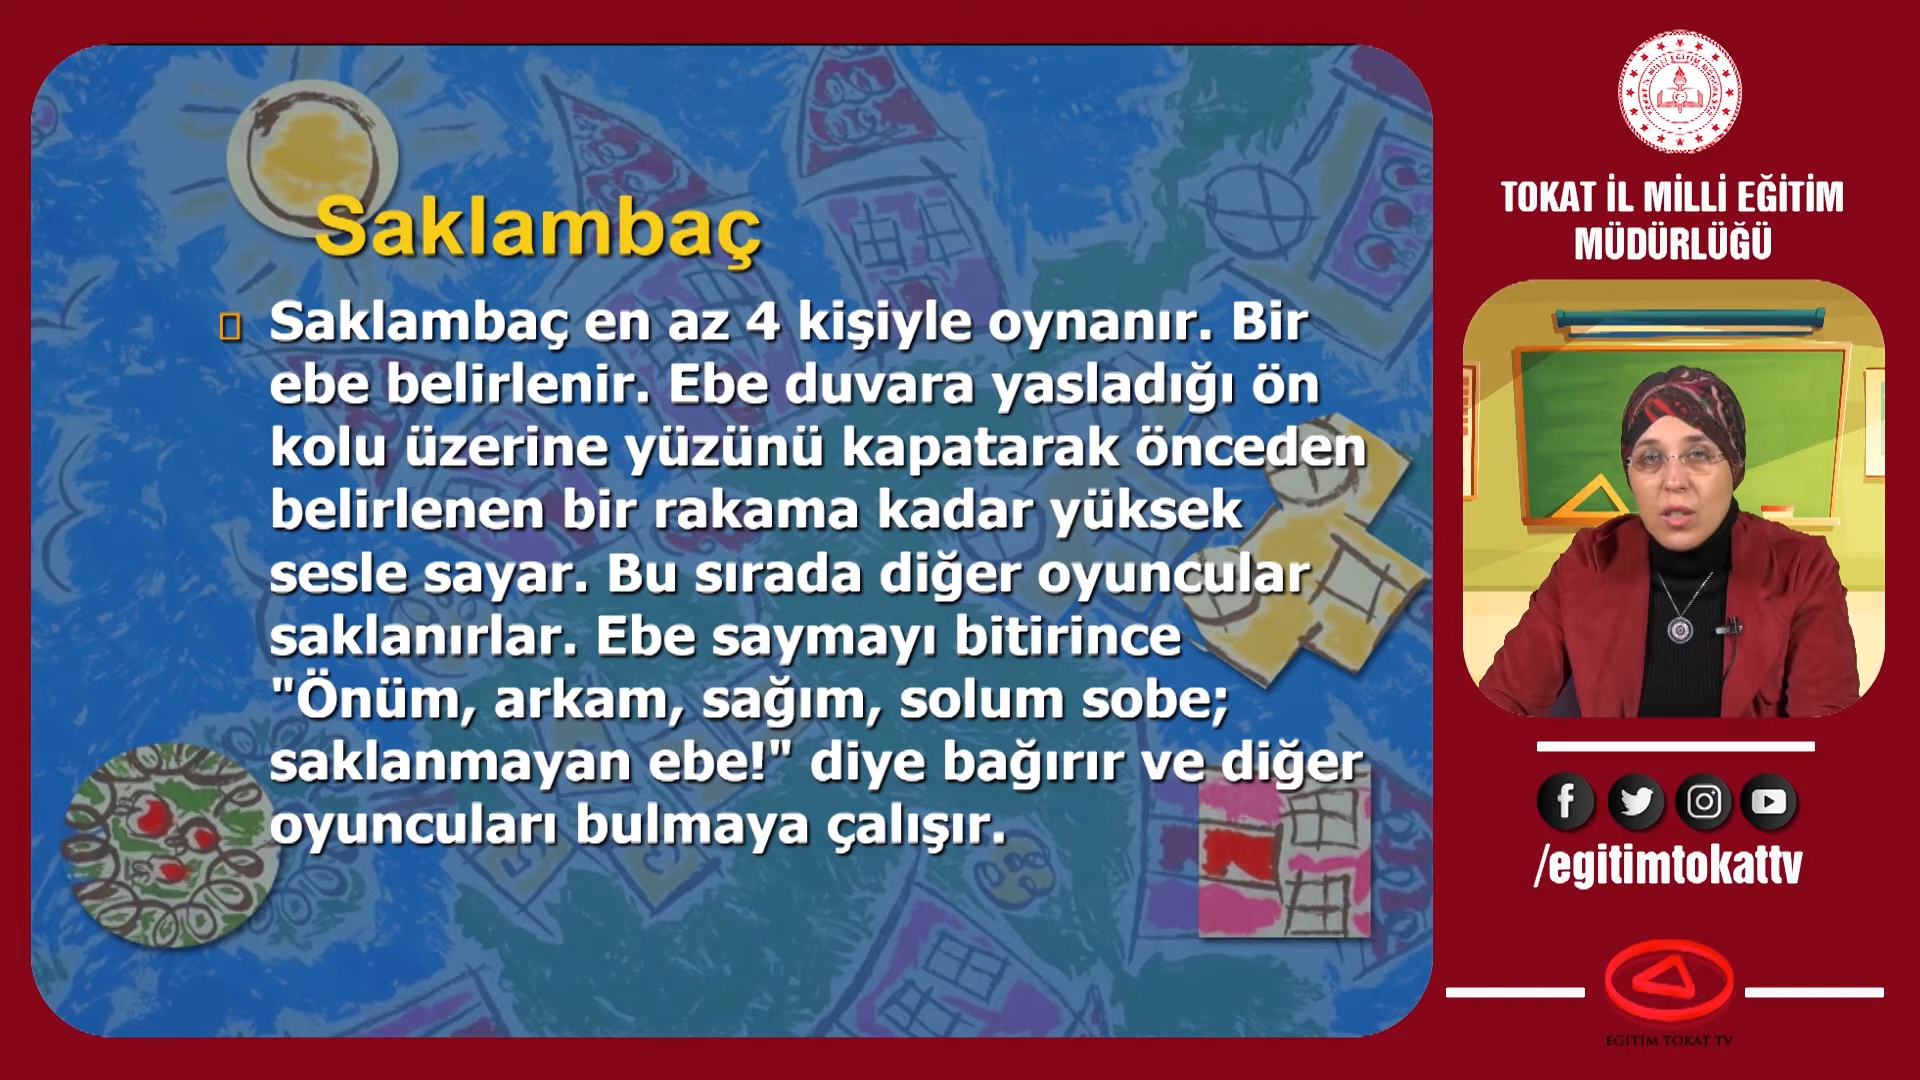 Saklambaç
Saklambaç en az 4 kişiyle oynanır. Bir
ebe belirlenir. Ebe duvara yasladığı ön
kolu üzerine yüzünü kapatarak önceden
belirlenen bir rakama kadar yüksek
sesle sayar. Bu sırada diğer oyuncular
saklanırlar. Ebe saymayı bitirince
"Önüm, arkam, sağım, solum sobe;
saklanmayan ebe!" diye bağırır ve diğer
oyuncuları bulmaya çalışır.
TOKAT İL MİLLİ EĞİTİM
MÜDÜRLÜĞÜ
/egitimtokattv
EĞİTİM TOKAT TV